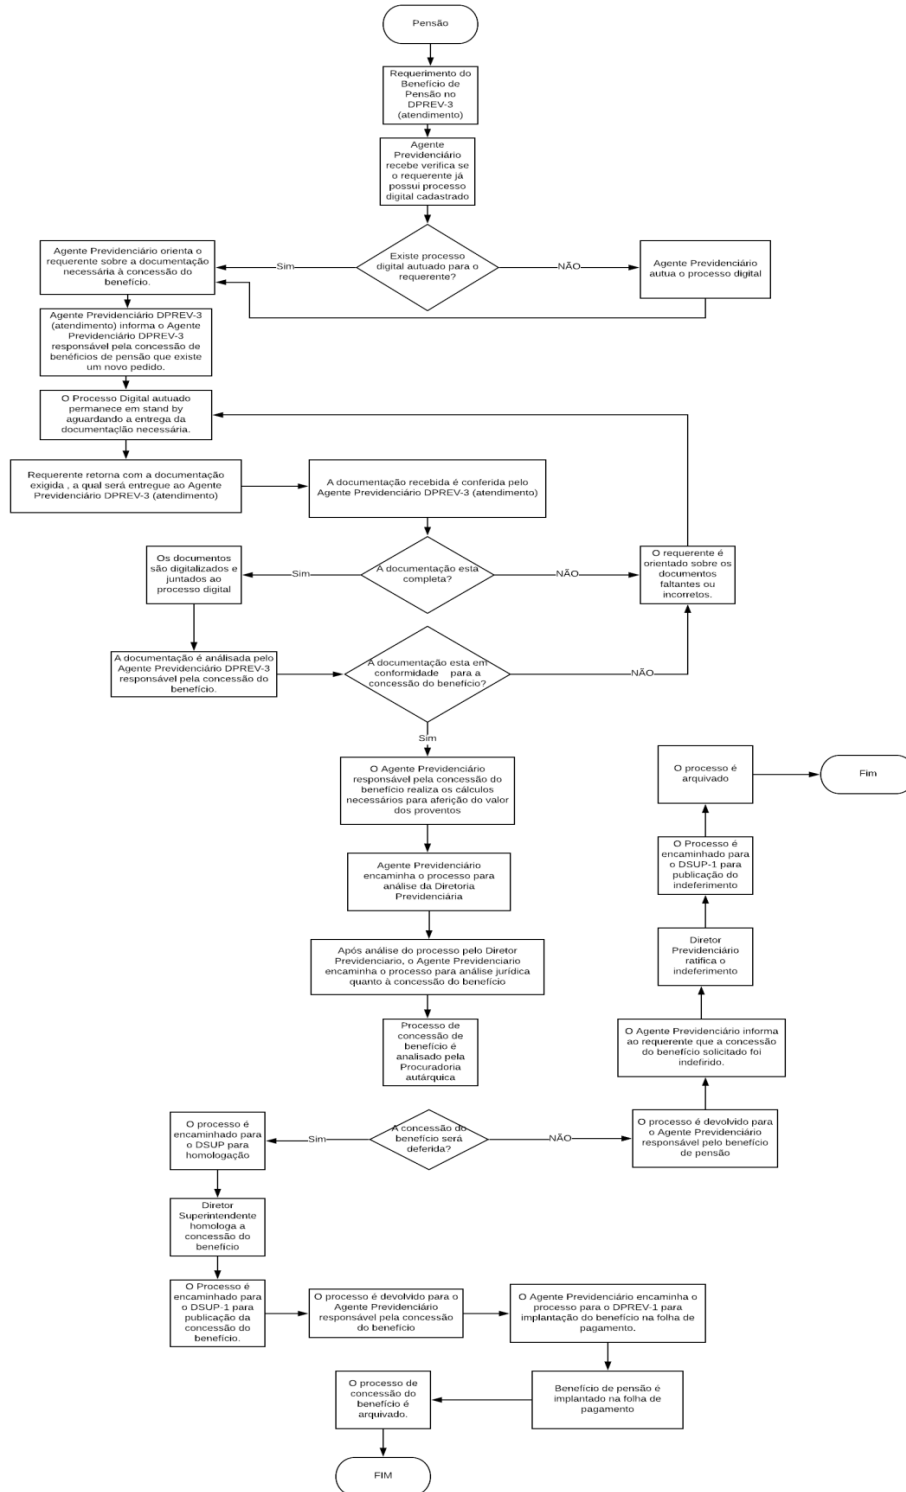 Pensão
Requerimento do
Benefício de
Pensão no
DPREV-3
(atendimento)
Agente
Previdenciário
recebe verifica se
o requerente já
possui processo
digital cadastrado
Existe processo
digital autuado para o
requerente?
Sim
NÃO
Agente Previdenciário orienta o
requerente sobre a documentação
necessária à concessão do
benefício.
Agente Previdenciário
autua o processo digital
Agente Previdenciário DPREV-3
(atendimento) informa o Agente
Previdenciário DPREV-3
responsável pela concessão de
benéficios de pensão que existe
um novo pedido.
O Processo Digital autuado
permanece em stand by
aguardando a entrega da
documentaçlão necessária.
Requerente retorna com a documentação
exigida , a qual será entregue ao Agente
Previdenciário DPREV-3 (atendimento)
A documentação recebida é conferida pelo
Agente Previdenciário DPREV-3 (atendimento)
A documentação esta
completa?
Sim
NÃO
Os documentos
são digitalizados e
juntados ao
processo digital
O requerente é
orientado sobre os
documentos
faltantes ou
incorretos.
A documentação é análisada pelo
Agente Previdenciário DPREV-3
responsável pela concessão do
benefício.
A documentação esta em
conformidade para a
concessão do benefício?
NÃO
Sim
O Agente Previdenciário
responsável pela concessão do
benefício realiza os cálculos
necessários para aferição do valor
dos proventos
Agente Previdenciário
encaminha o processo para
análise da Diretoria
Previdenciária
Após análise do processo pelo Diretor
Previdenciario, o Agente Previdenciario
encaminha o processo para análise jurídica
quanto à concessão do benefício
Processo de
concessão de
benefício é
analisado pela
Procuradoria
autárquica
A concessão do
benefício será
deferida?
Sim
NÃO
O processo é devolvido para
o Agente Previdenciário
responsável pelo benefício
de pensão
O Agente Previdenciário informa
ao requerente que a concessão
do benefício solicitado foi
indefirido.
Diretor
Previdenciário
ratifica o
indeferimento
O Processo é
encaminhado para
o DSUP-1 para
publicação do
indeferimento
O processo é
arquivado
Fim
O processo é
encaminhado para
o DSUP para
homologação
Diretor
Superintendente
homologa a
concessão do
benefício
O Processo é
encaminhado para
o DSUP-1 para
publicação da
concessão do
benefício.
O processo é devolvido para o
Agente Previdenciário
responsável pela concessão
do benefício
O Agente Previdenciário encaminha o
processo para o DPREV-1 para
implantação do benefício na folha de
pagamento.
Benefício de pensão é
implantado na folha de
pagamento
O processo de
concessão do
benefício é
arquivado.
FIM